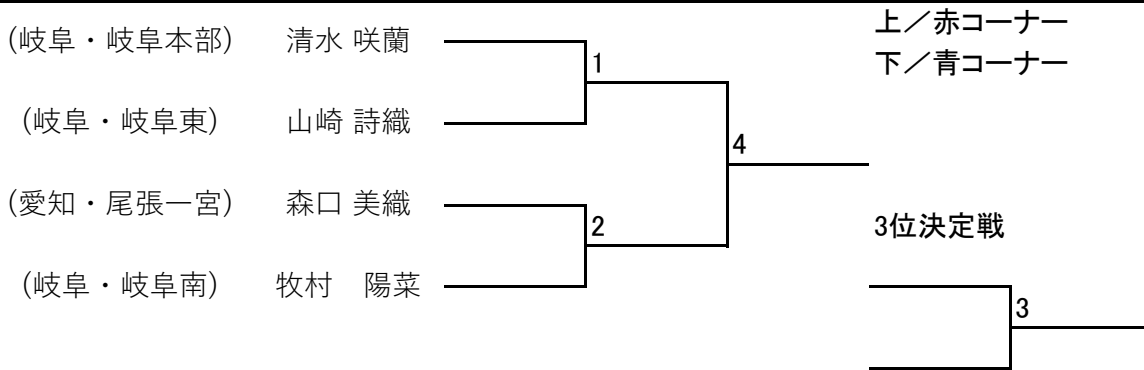 上／赤コーナー
(岐阜・岐阜本部) 清水 咲蘭
1
下／青コーナー
(岐阜・岐阜東) 山崎 詩織
4
(愛知・尾張一宮) 森口 美織
2
3位決定戦
(岐阜・岐阜南) 牧村　陽菜
3